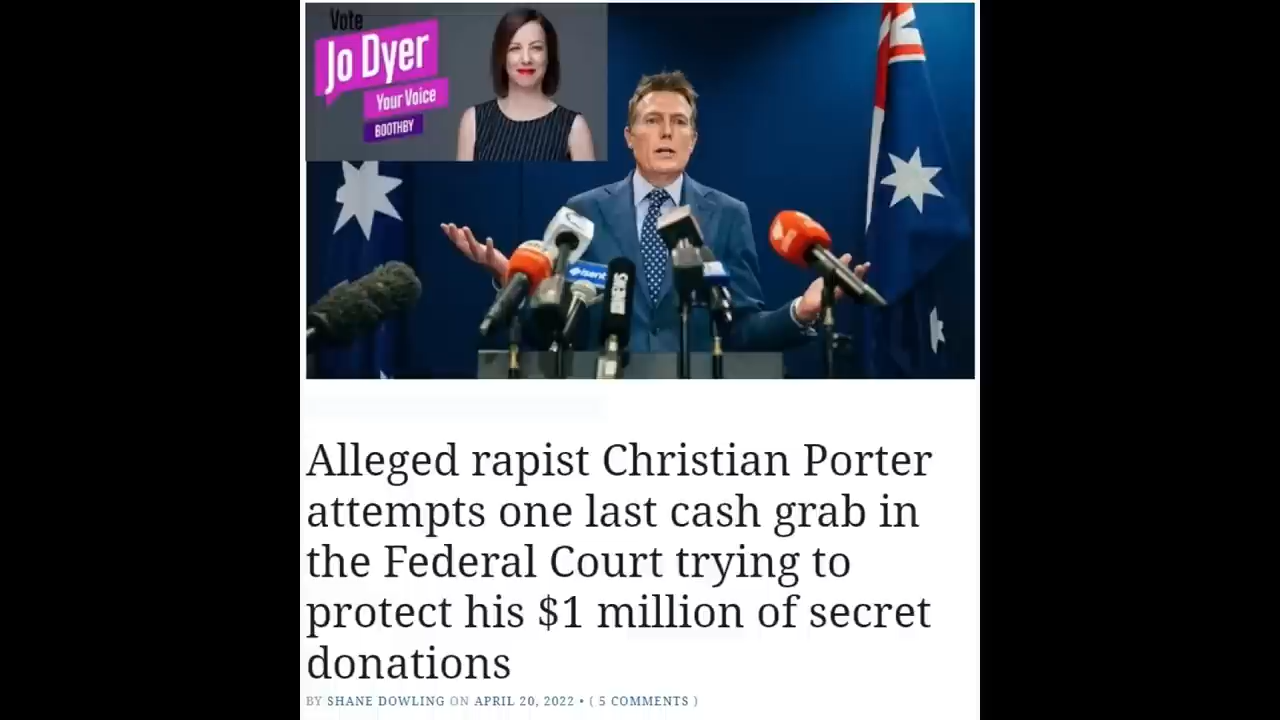 Vote
Jo Dyer
Your Voice
BOOTHBY
Alleged rapist Christian Porter
attempts one last cash grab in
the Federal Court trying to
protect his $1 million of secret
donations
BY SHANE DOWLING ON APRIL 20, 2022 • ( 5 COMMENTS )